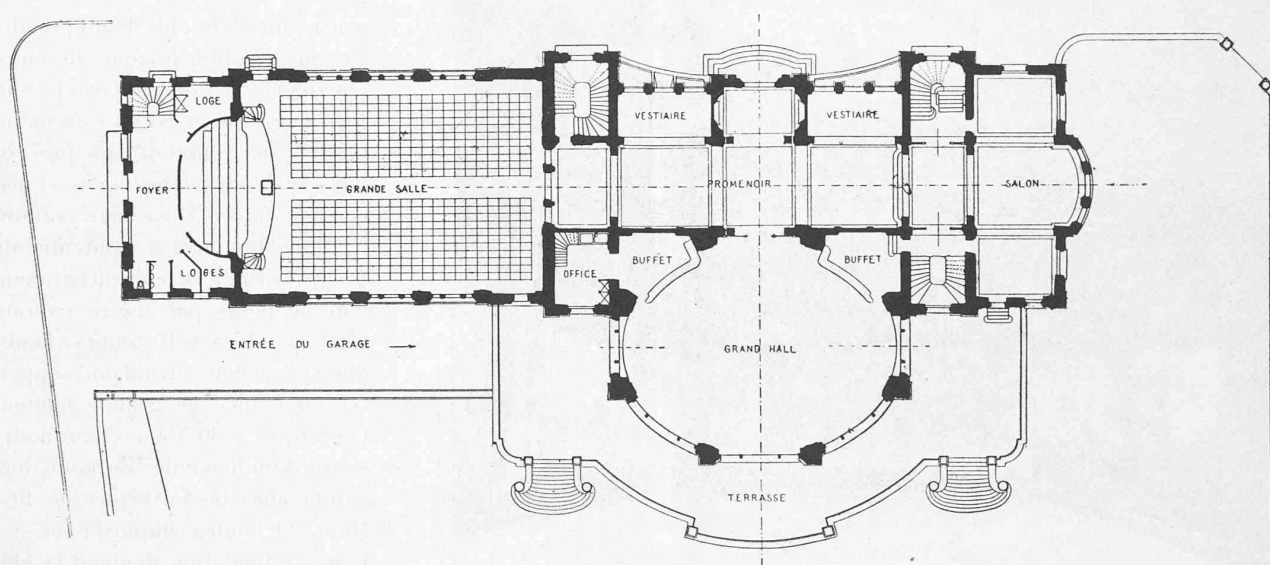 LOGE
VESTIAIRE
VESTIAIRE
FOYER
GRANDE SALLE
PROMENOIR
SALON
LOGES
OFFICE
BUFFET
BUFFET
ENTRÉE DU GARAGE
GRAND HALL
TERRASSE